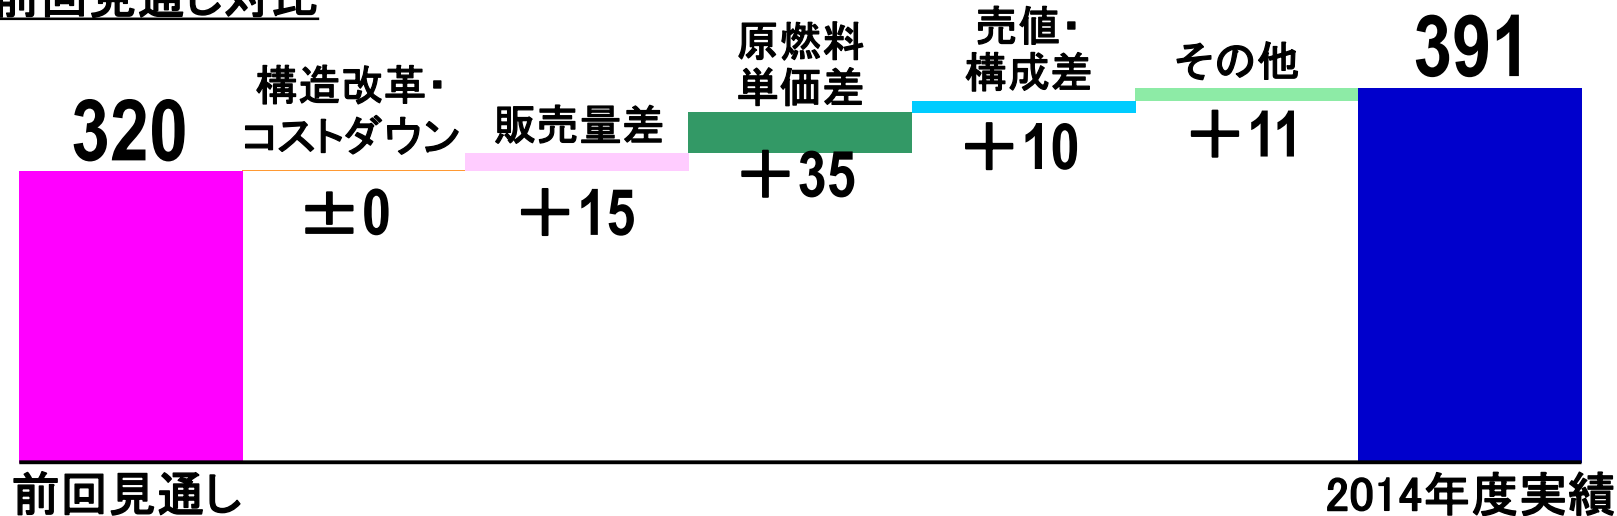 前回見通し対比
320
構造改革・
コストダウン
±0
販売量差
＋15
原燃料
単価差
＋35
売値・
構成差
＋10
その他
＋11
391
前回見通し
2014年度実績